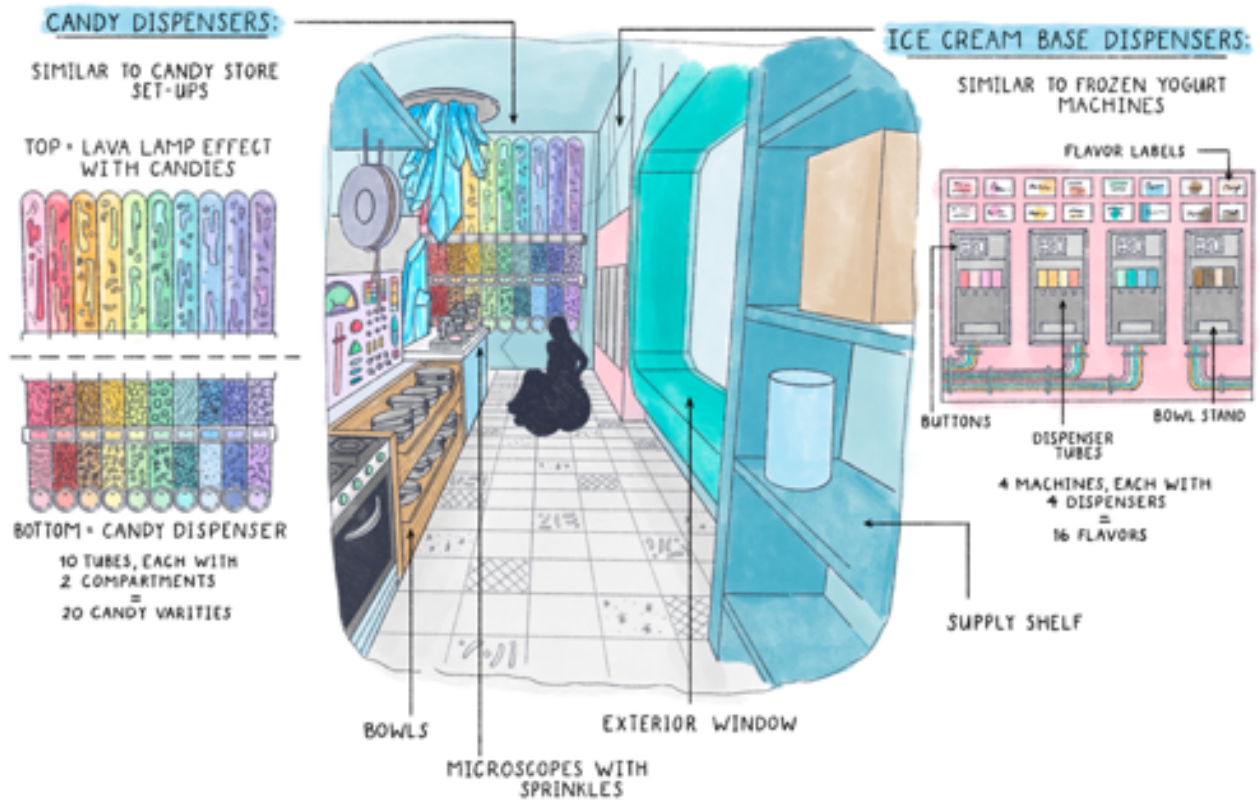 CANDY DISPENSERS:
SIMILAR TO CANDY STORE
SET-UPS
TOP = LAVA LAMP EFFECT
WITH CANDIES
BOTTOM = CANDY DISPENSER
10 TUBES, EACH WITH
2 COMPARTMENTS
=
20 CANDY VARITIES
BOWLS
MICROSCOPES WITH
SPRINKLES
EXTERIOR WINDOW
ICE CREAM BASE DISPENSERS:
SIMILAR TO FROZEN YOGURT
MACHINES
FLAVOR LABELS
BUTTONS
DISPENSER
TUBES
BOWL STAND
4 MACHINES, EACH WITH
4 DISPENSERS
=
16 FLAVORS
SUPPLY SHELF